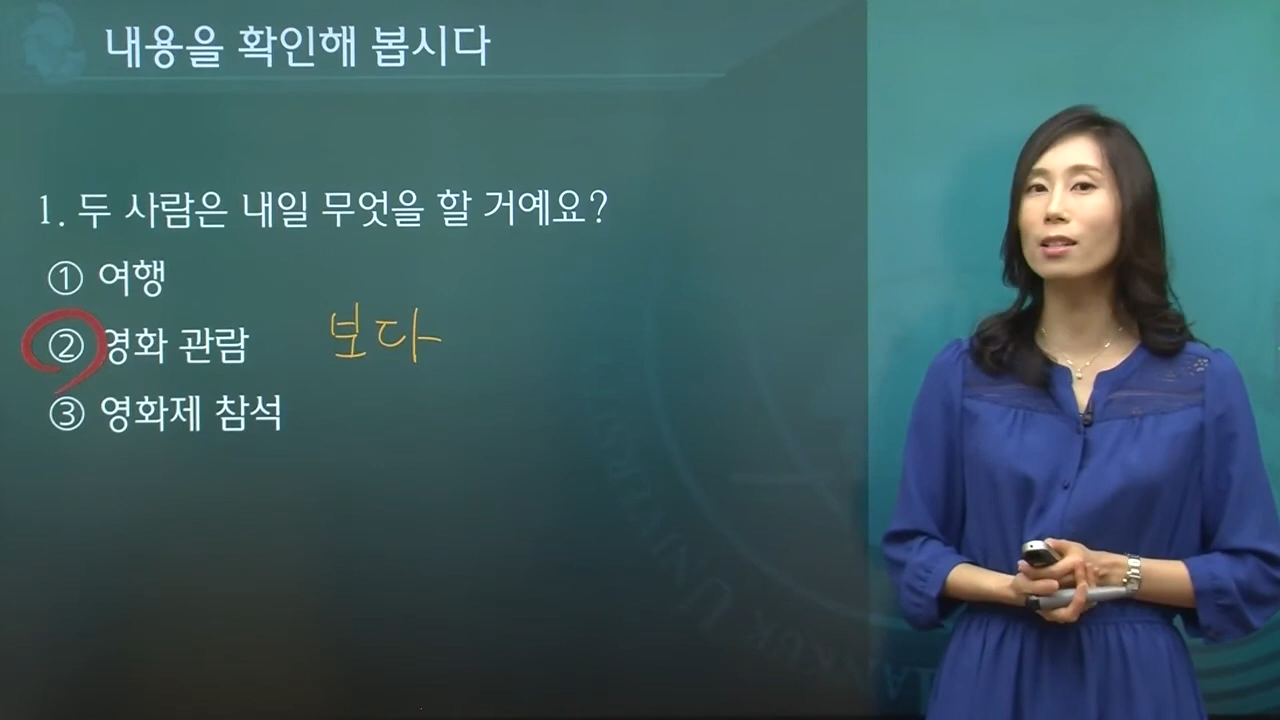 내용을 확인해 봅시다
1. 두 사람은 내일 무엇을 할 거예요?
① 여행
② 영화 관람 보다
③ 영화제 참석